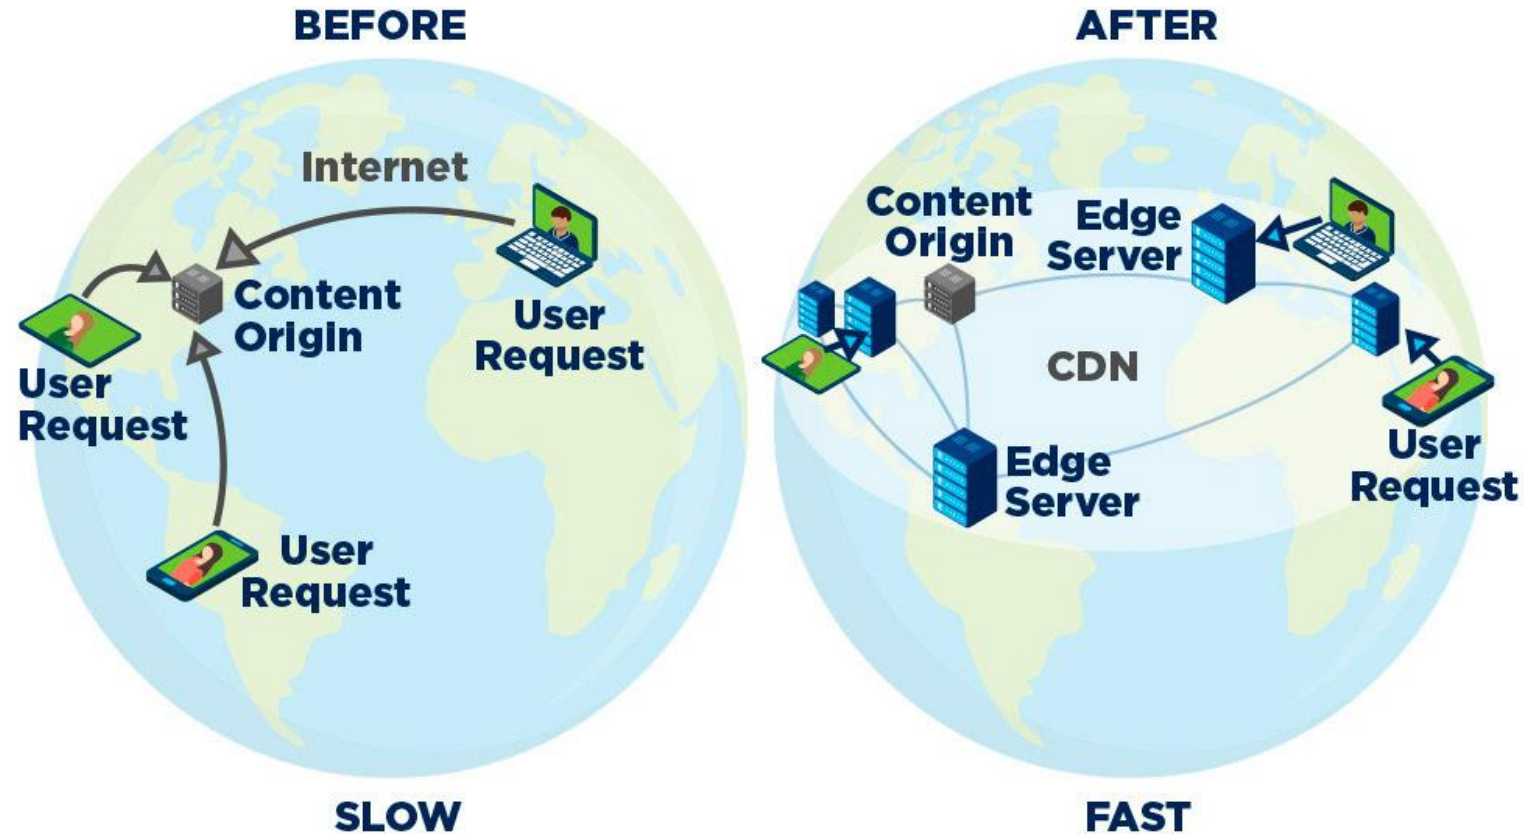 BEFORE
Internet
Content
Origin
User
Request
User
Request
User
Request
SLOW
AFTER
Content
Origin
Edge
Server
CDN
Edge
Server
User
Request
FAST